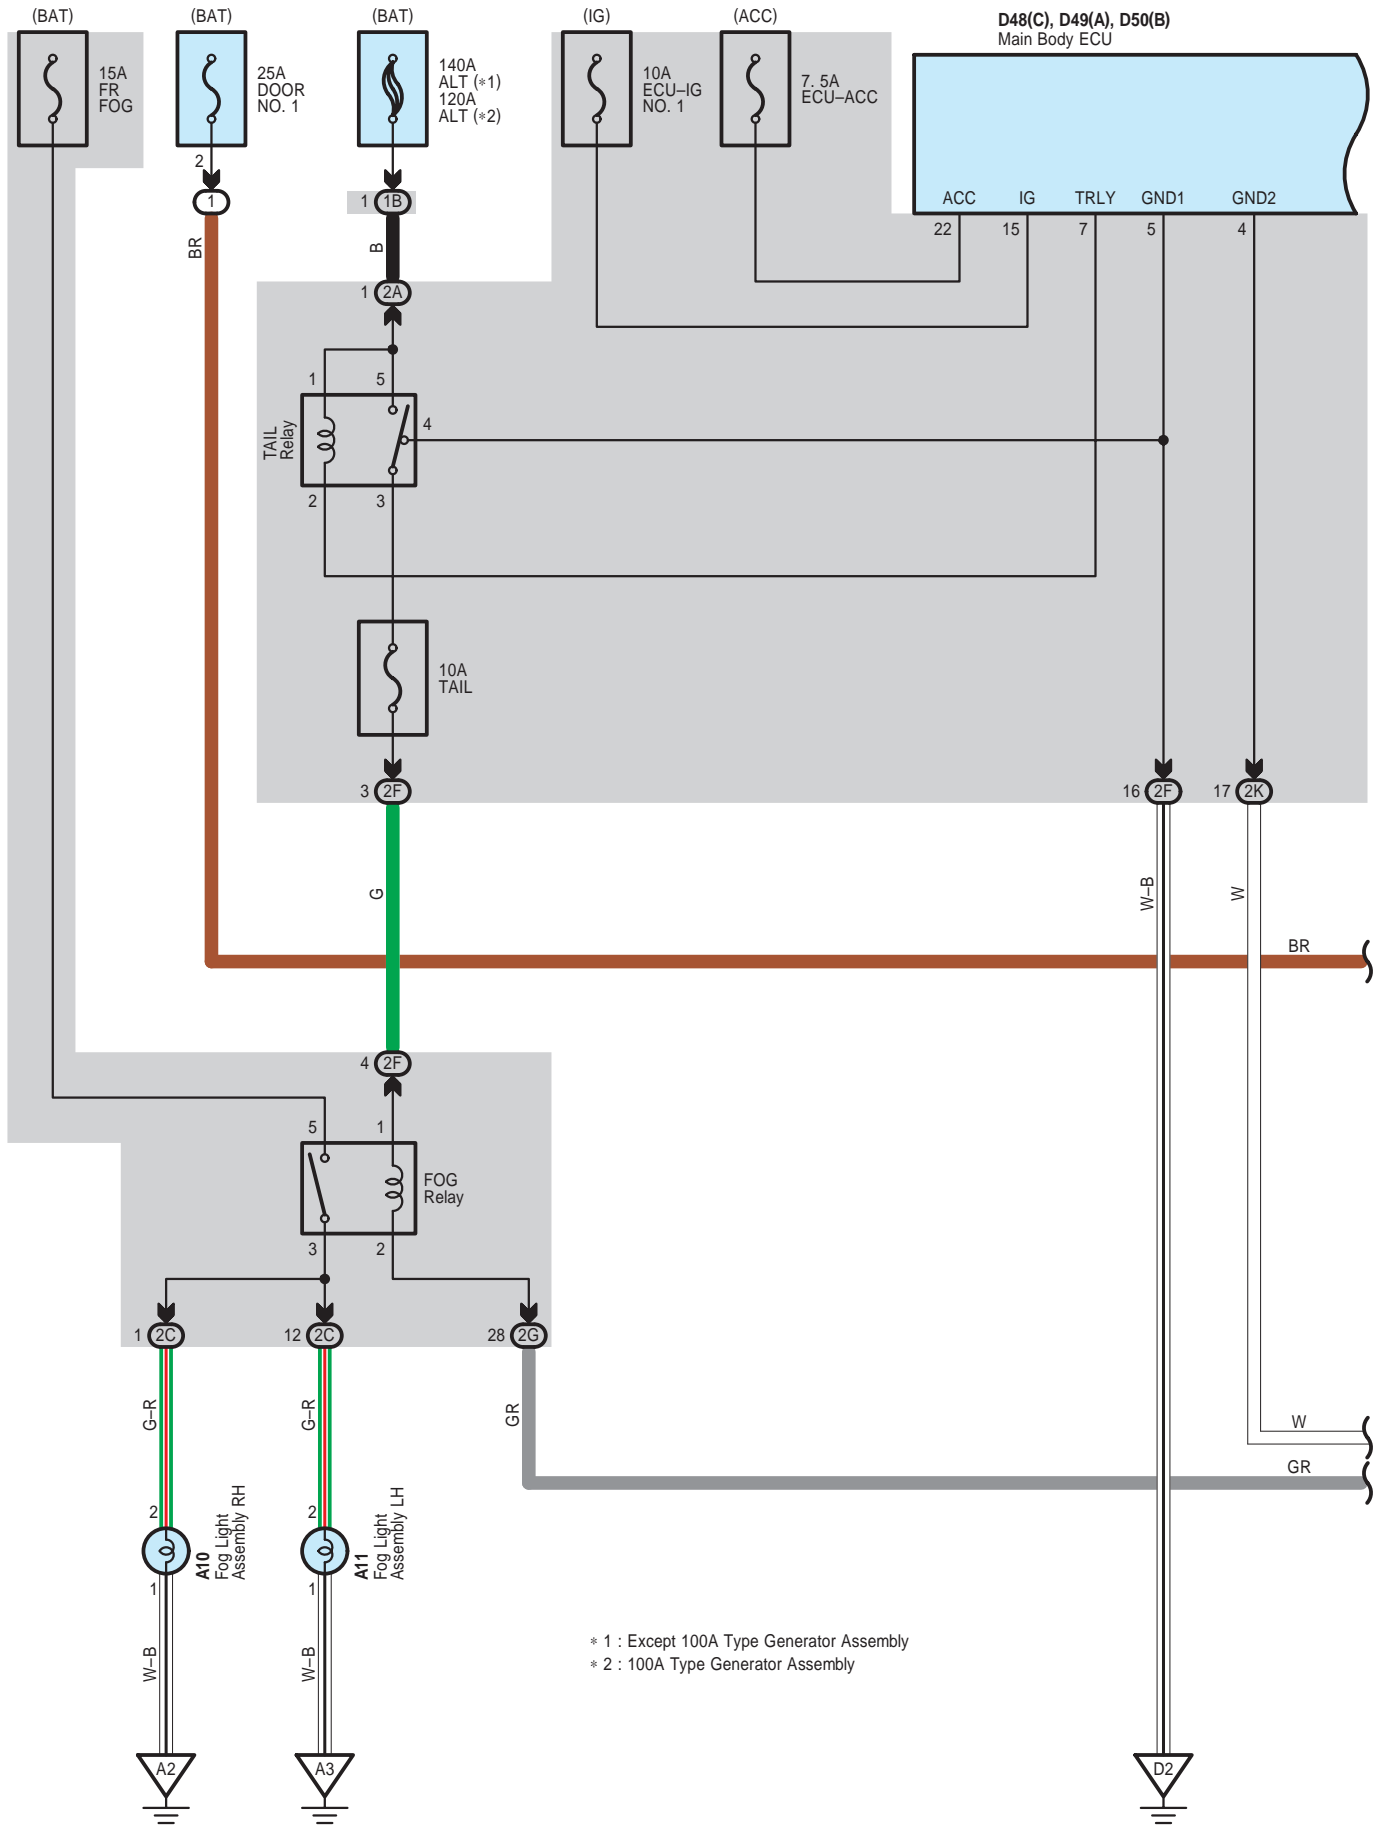 (BAT)
(BAT)
(BAT)
(IG)
(ACC)
D48(C), D49(A), D50(B)
Main Body ECU
15A
FR
FOG
25A
DOOR
NO. 1
140A
ALT (∗1)
120A
ALT (∗2)
10A
ECU–IG
NO. 1
7. 5A
ECU–ACC
2
1
1
1B
ACC
IG
TRLY
GND1
GND2
22
15
7
5
4
BR
B
1
2A
1
5
4
TAIL
Relay
2
3
10A
TAIL
3
2F
16
2F
17
2K
G
W–B
W
BR
4
2F
5
1
FOG
Relay
3
2
1
2C
12
2C
28
2G
G–R
G–R
GR
W
GR
2
2
A10
Fog Light
Assembly RH
A11
Fog Light
Assembly LH
1
1
W–B
W–B
∗ 1 : Except 100A Type Generator Assembly
∗ 2 : 100A Type Generator Assembly
A2
A3
D2